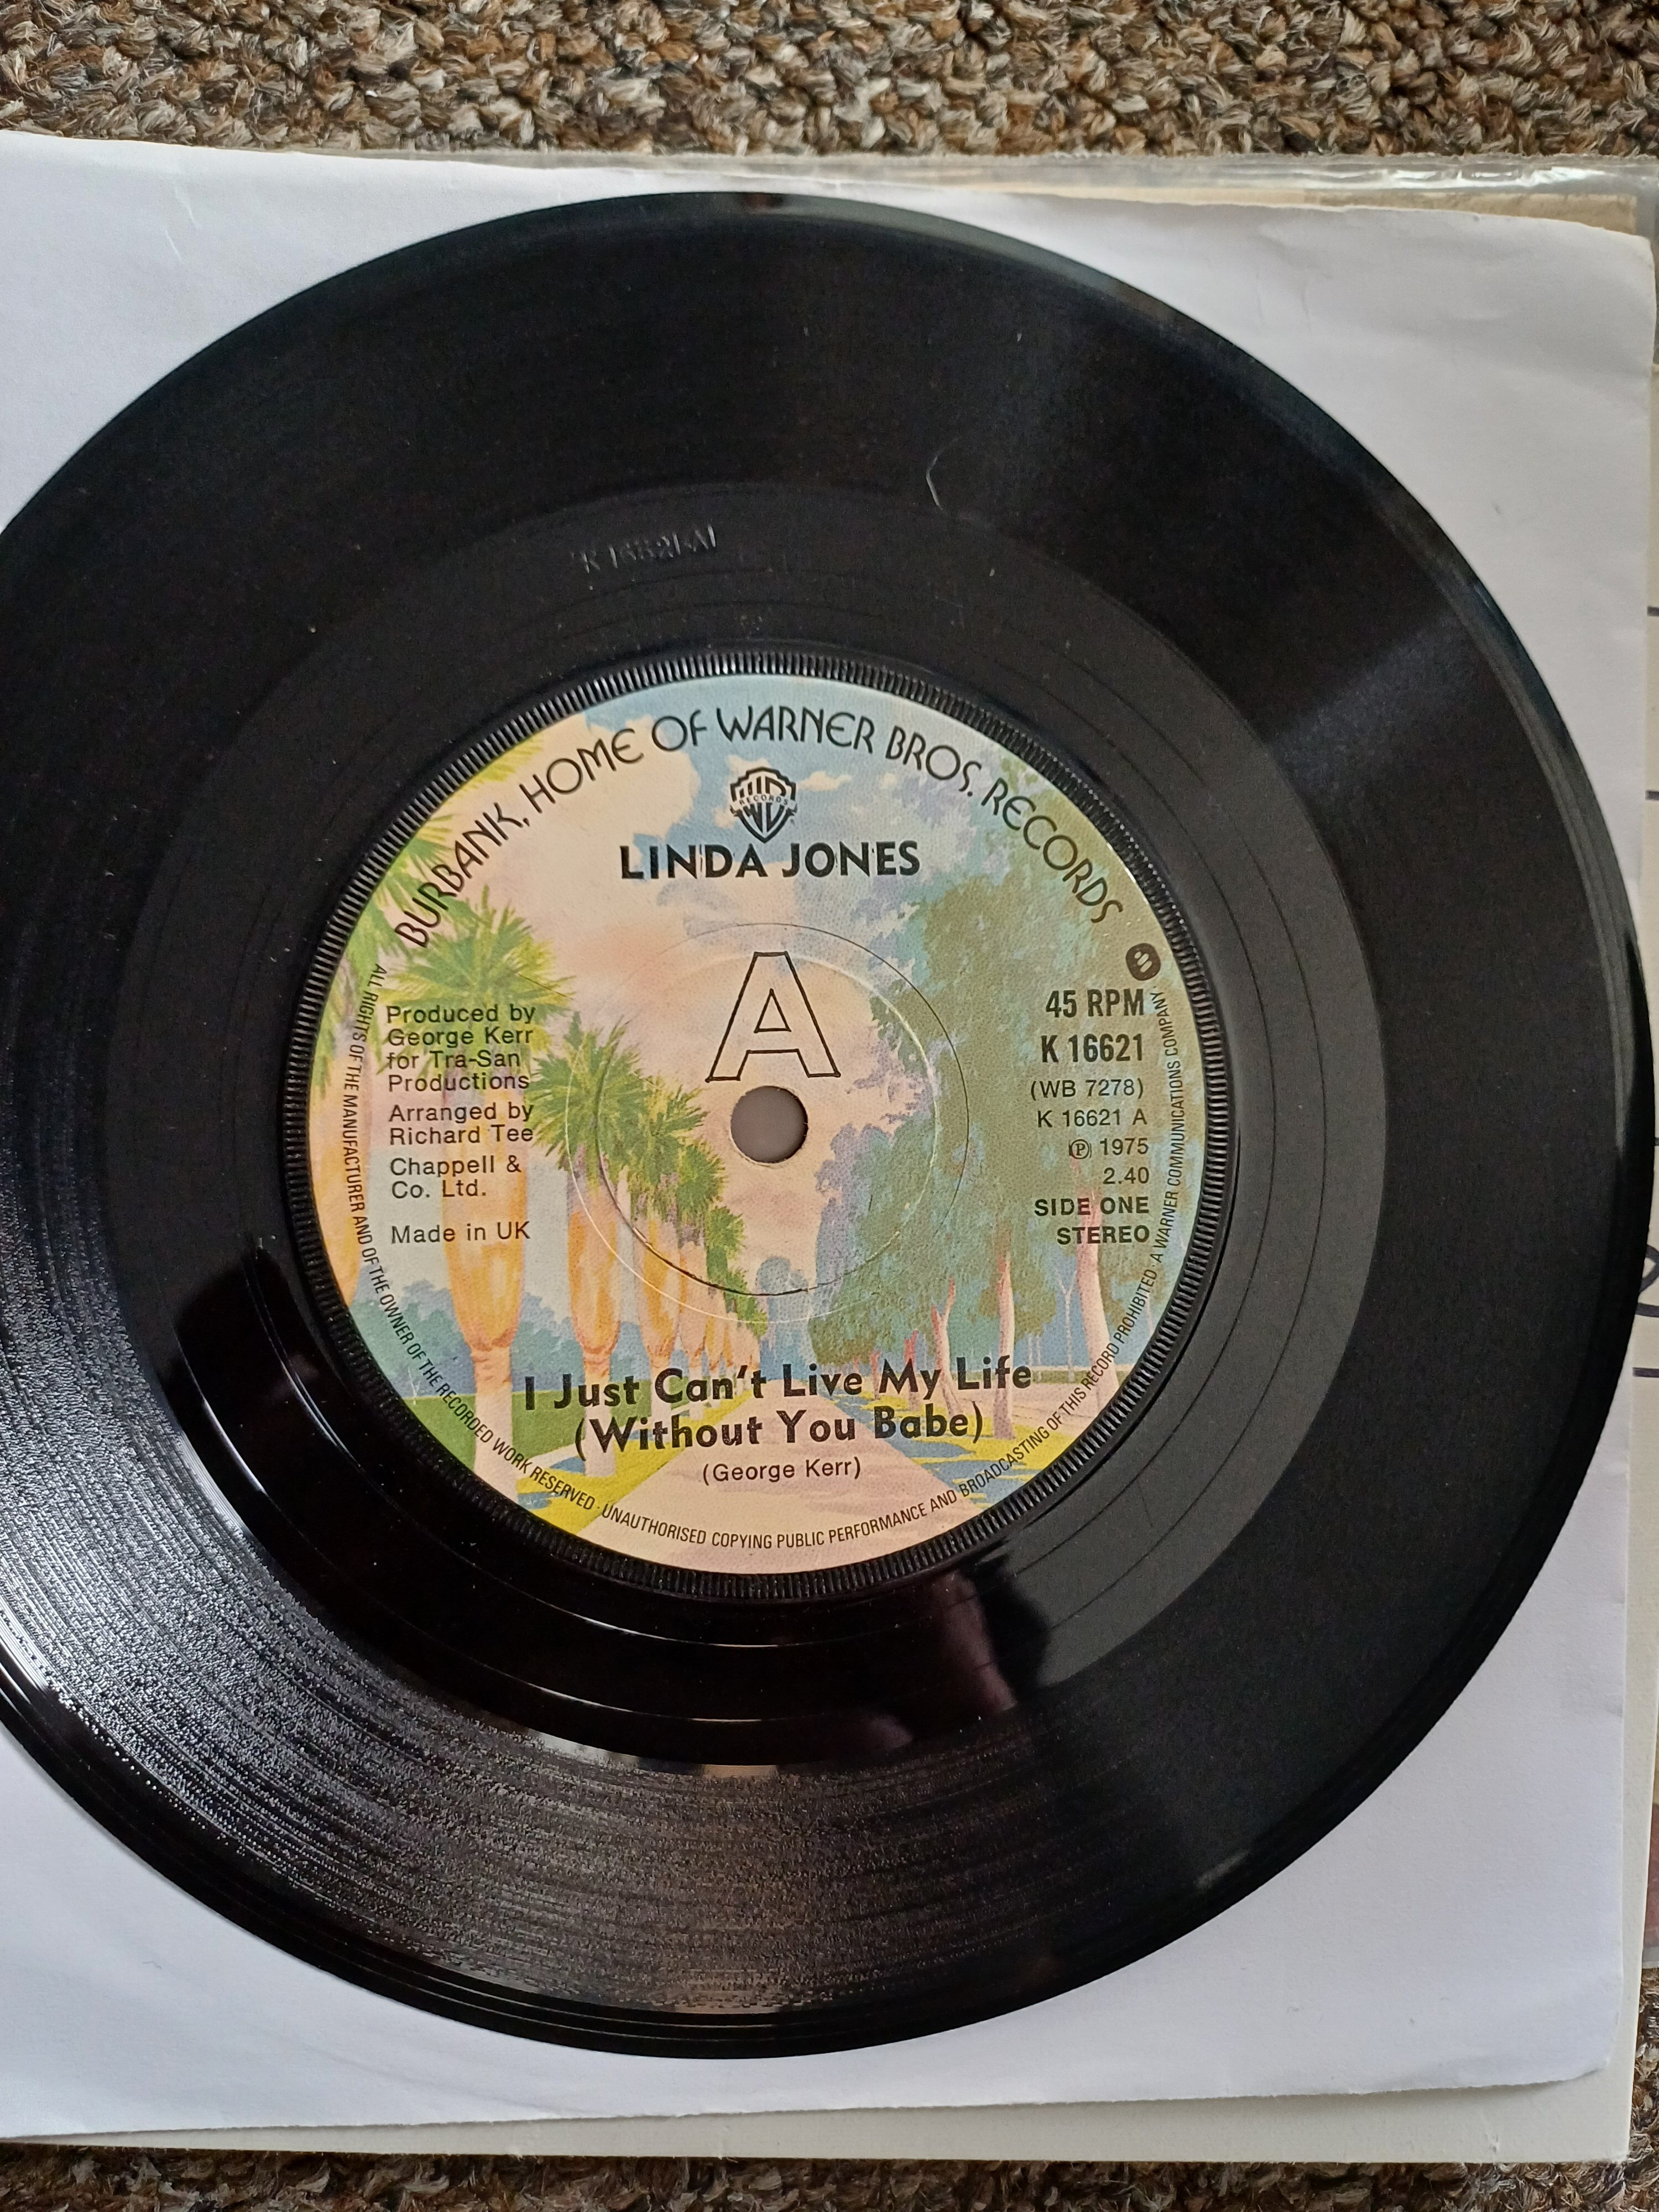 K 16621 A1
BURBANK, HOME OF WARNER BROS. RECORDS
RECORDS
LINDA JONES
A
Produced by
George Kerr
for Tra-San
Productions
Arranged by
Richard Tee
Chappell &
Co. Ltd.
Made in UK
45 RPM
K 16621
(WB 7278)
K 16621 A
Ⓟ 1975
2.40
SIDE ONE
STEREO
I Just Can't Live My Life
(Without You Babe)
(George Kerr)
ALL RIGHTS OF THE MANUFACTURER AND OF THE OWNER OF THE RECORDED WORK RESERVED · UNAUTHORISED COPYING PUBLIC PERFORMANCE AND BROADCASTING OF THIS RECORD PROHIBITED · A WARNER COMMUNICATIONS COMPANY